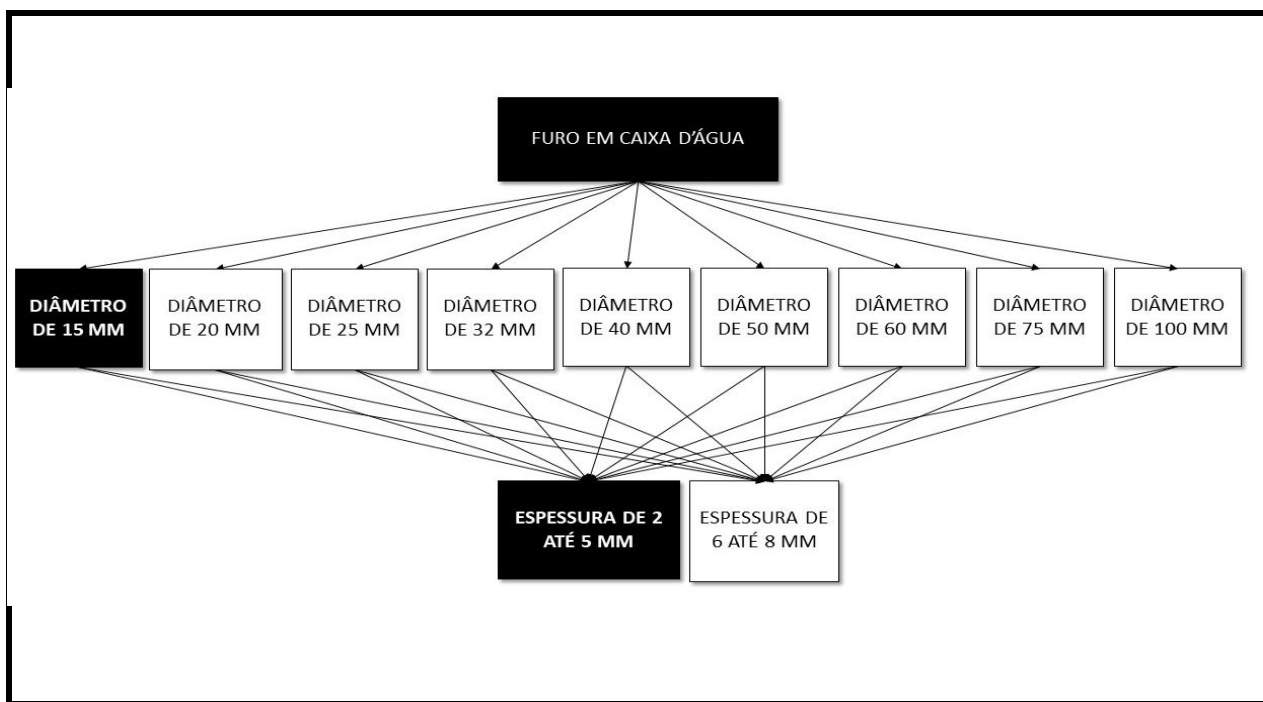 FURO EM CAIXA D’ÁGUA
DIÂMETRO
DE 15 MM
DIÂMETRO
DE 20 MM
DIÂMETRO
DE 25 MM
DIÂMETRO
DE 32 MM
DIÂMETRO
DE 40 MM
DIÂMETRO
DE 50 MM
DIÂMETRO
DE 60 MM
DIÂMETRO
DE 75 MM
DIÂMETRO
DE 100 MM
ESPESSURA DE 2
ATÉ 5 MM
ESPESSURA DE
6 ATÉ 8 MM